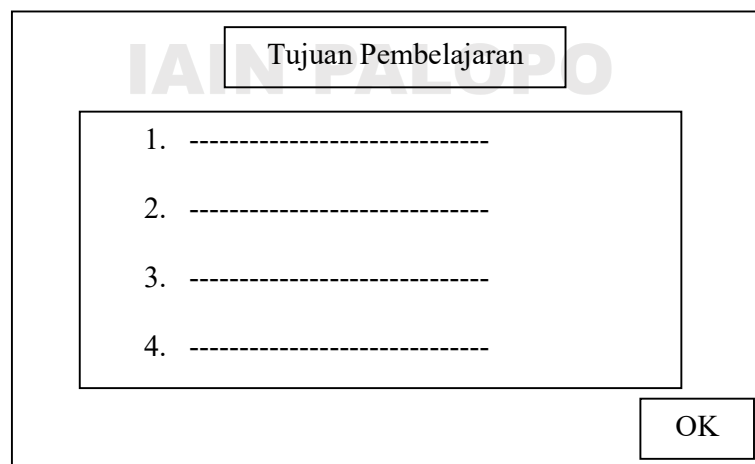 IAIN PALOPO
Tujuan Pembelajaran
1. ------------------------------
2. ------------------------------
3. ------------------------------
4. ------------------------------
OK